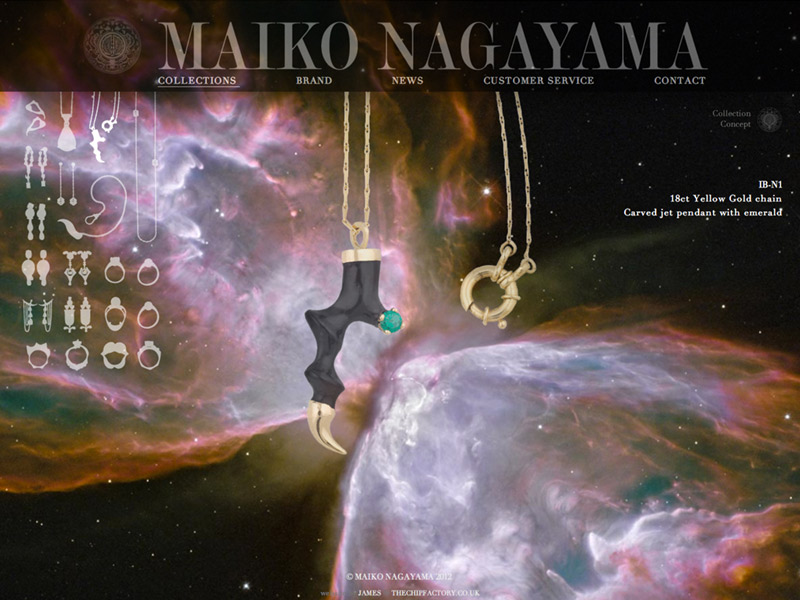 MAIKO NAGAYAMA
COLLECTIONS BRAND NEWS CUSTOMER SERVICE CONTACT
Collection
Concept
IB-N1
18ct Yellow Gold chain
Carved jet pendant with emerald
© MAIKO NAGAYAMA 2012
JAMES THECHIPFACTORY.CO.UK